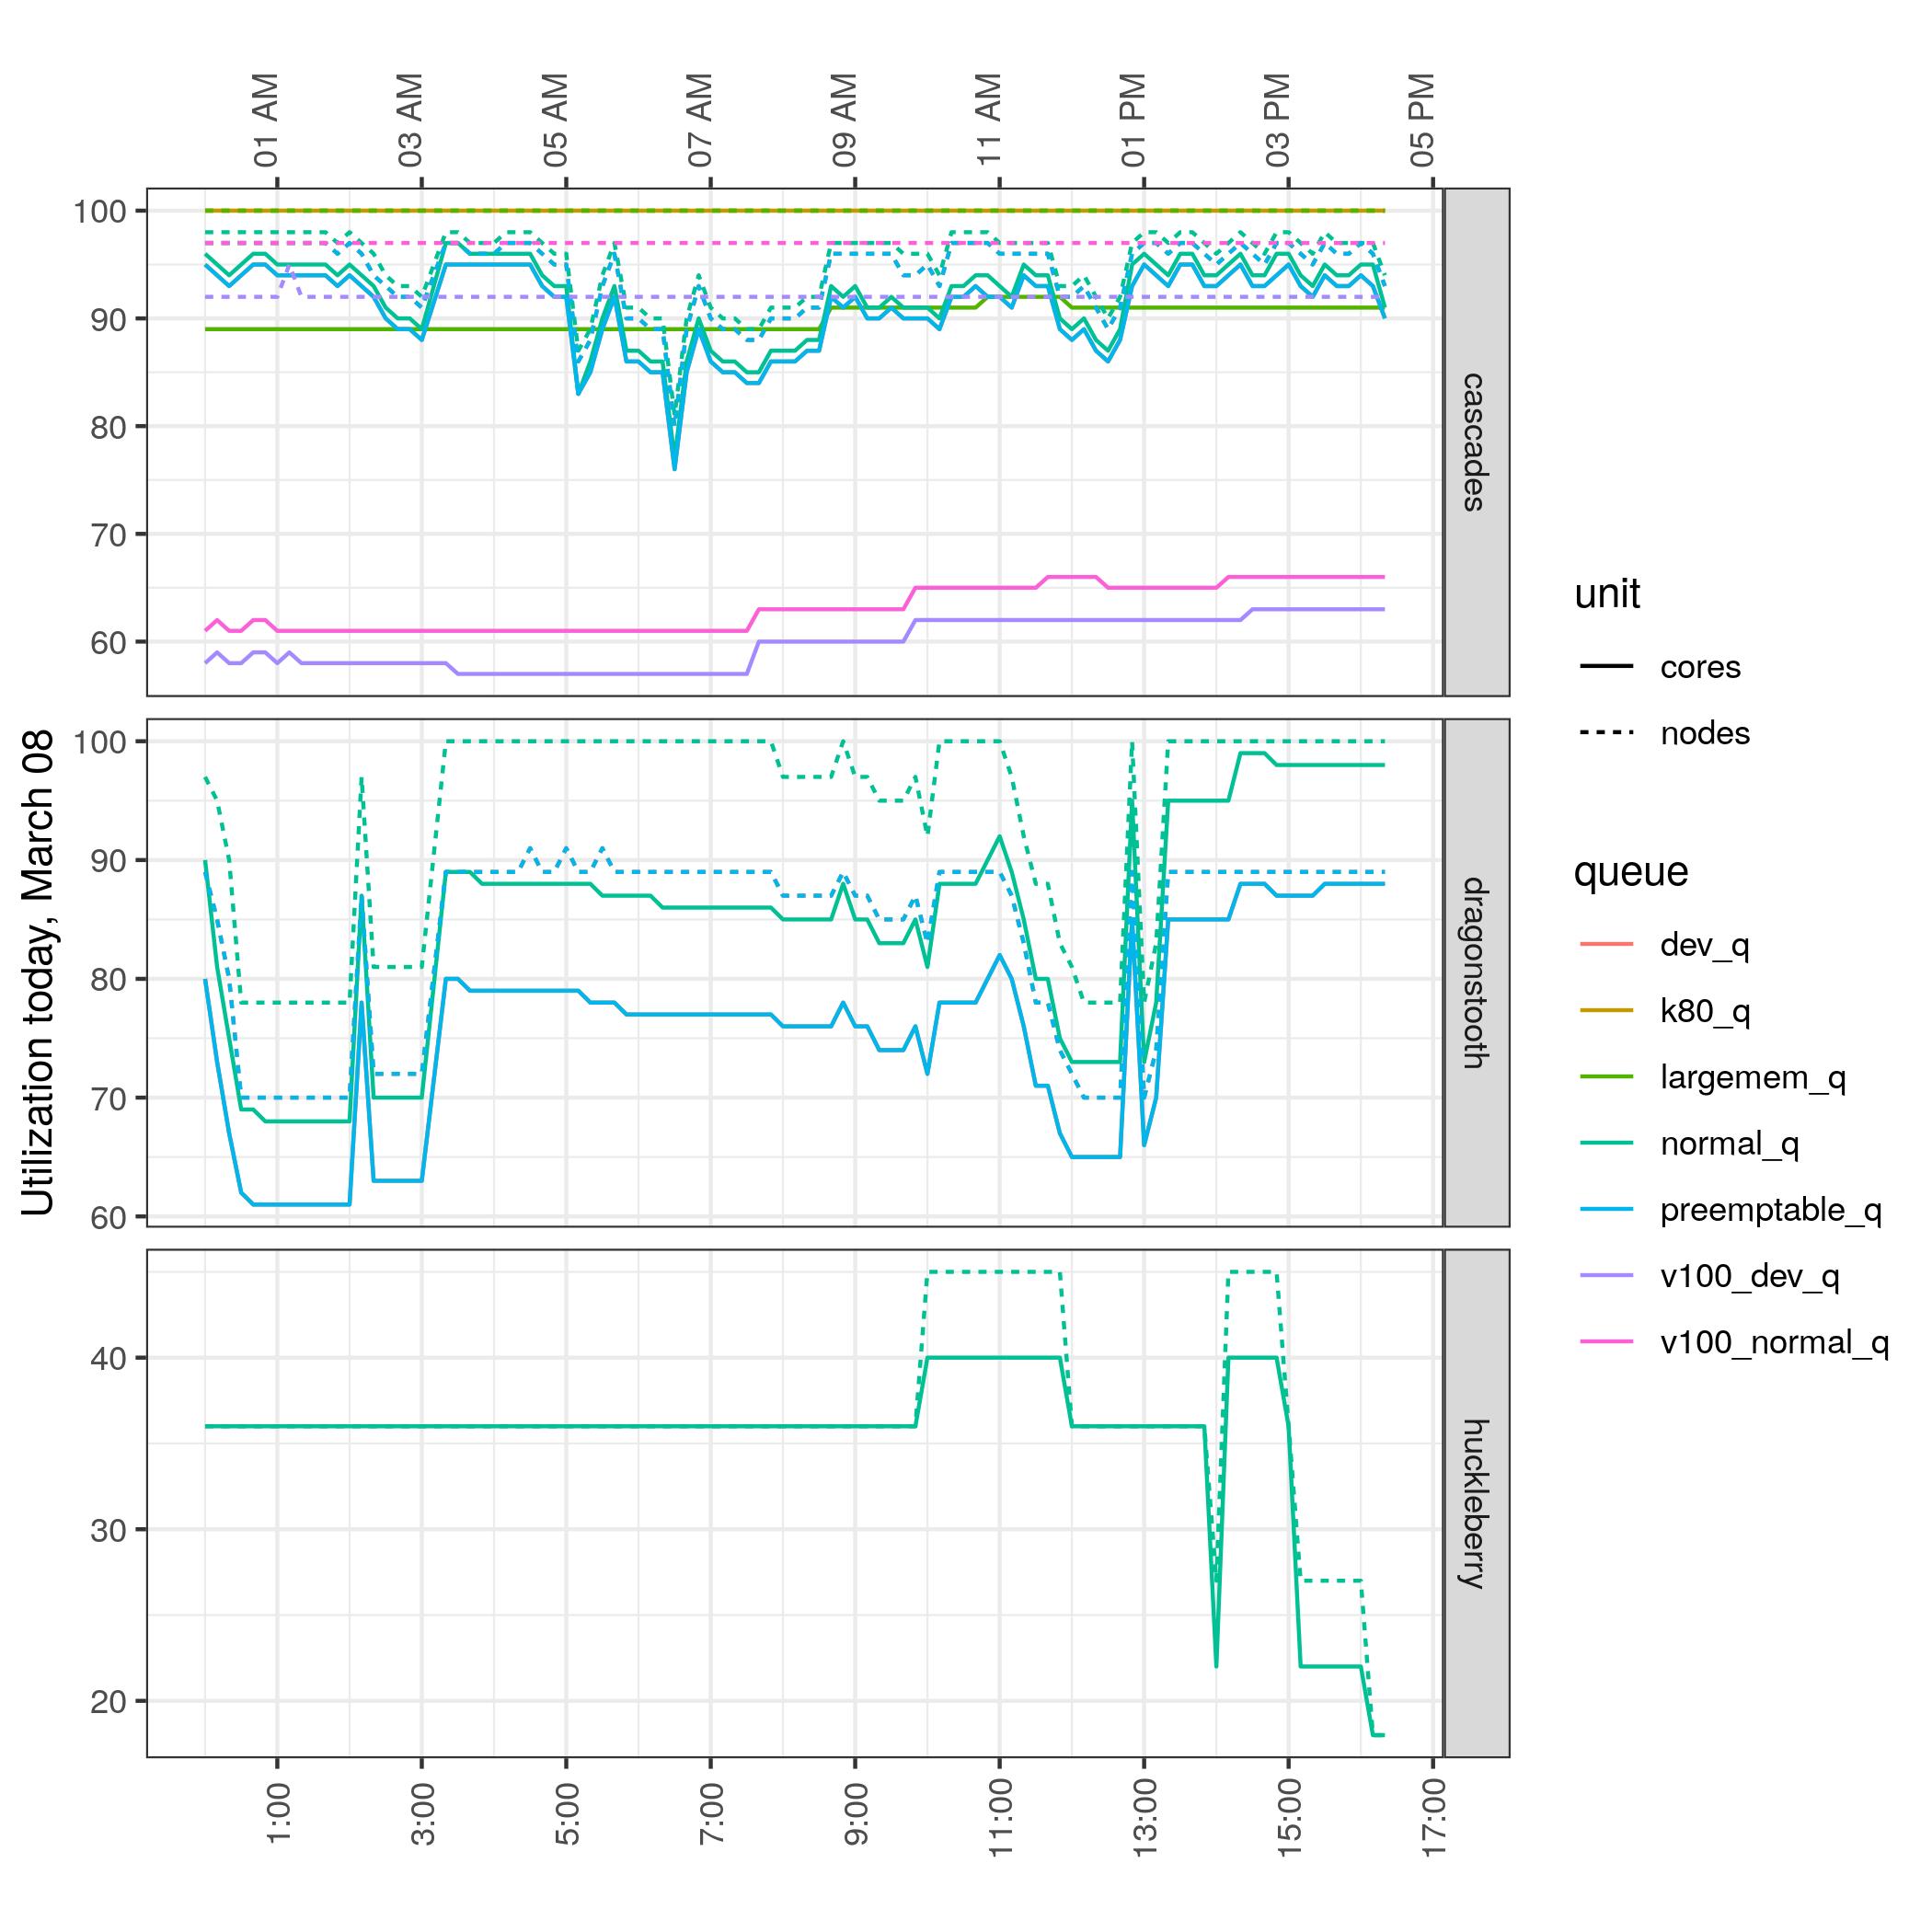 01 AM
03 AM
05 AM
07 AM
09 AM
11 AM
01 PM
03 PM
05 PM
Utilization today, March 08
100
90
80
70
60
cascades
100
90
80
70
60
dragonstooth
40
30
20
huckleberry
1:00
3:00
5:00
7:00
9:00
11:00
13:00
15:00
17:00
unit
cores
nodes
queue
dev_q
k80_q
largemem_q
normal_q
preemptable_q
v100_dev_q
v100_normal_q